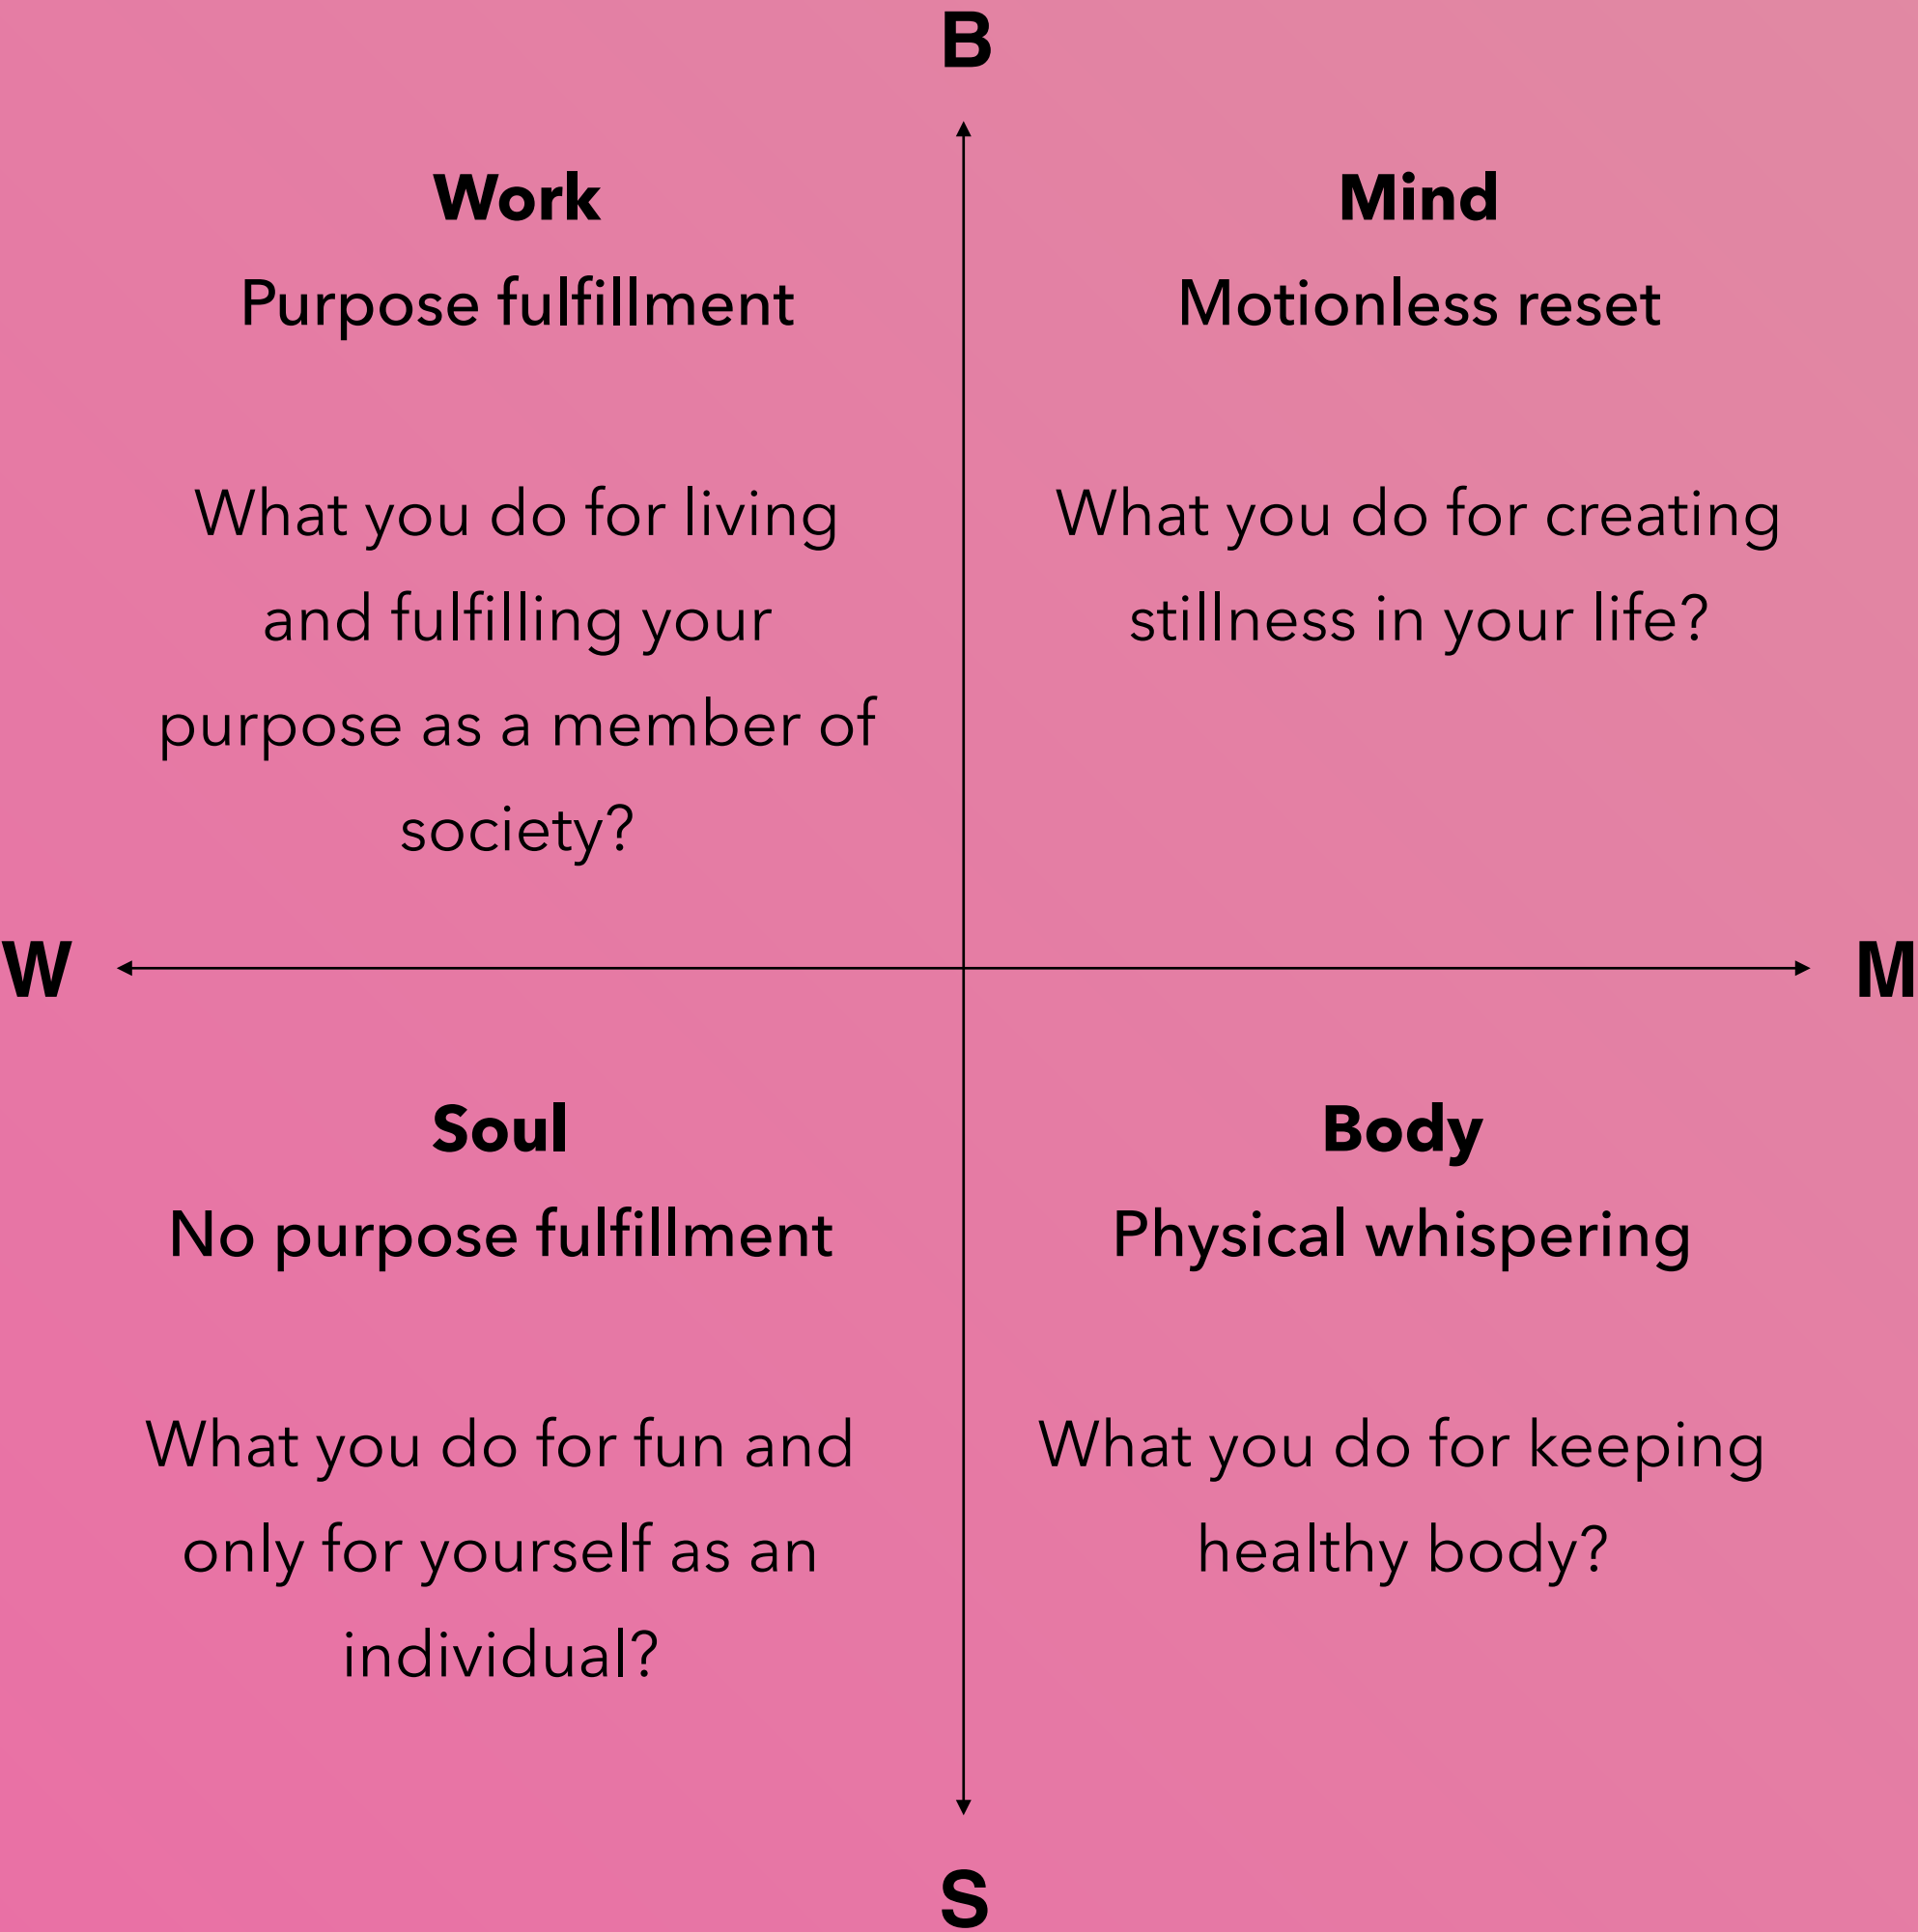 B
Work
Purpose fulfillment
What you do for living
and fulfilling your
purpose as a member of
society?
Mind
Motionless reset
What you do for creating
stillness in your life?
W
M
Soul
No purpose fulfillment
What you do for fun and
only for yourself as an
individual?
Body
Physical whispering
What you do for keeping
healthy body?
S